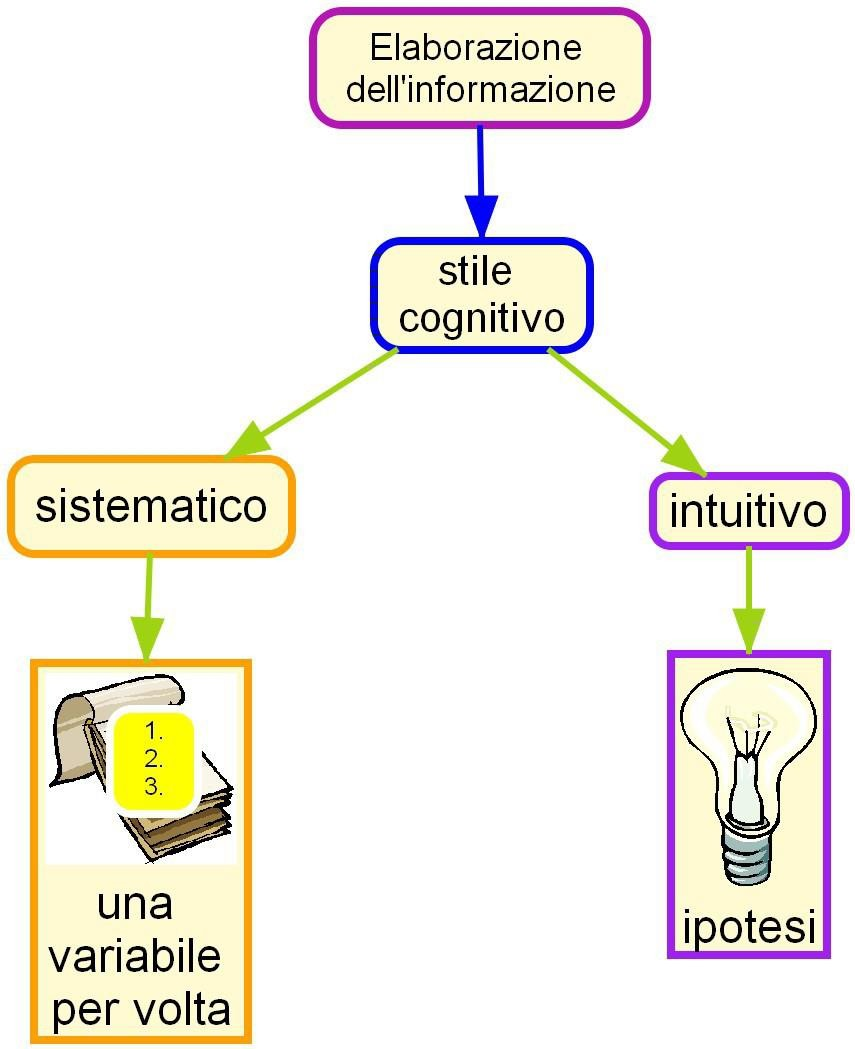 Elaborazione
dell'informazione
stile
cognitivo
sistematico
intuitivo
1.
2.
3.
una
variabile
per volta
ipotesi